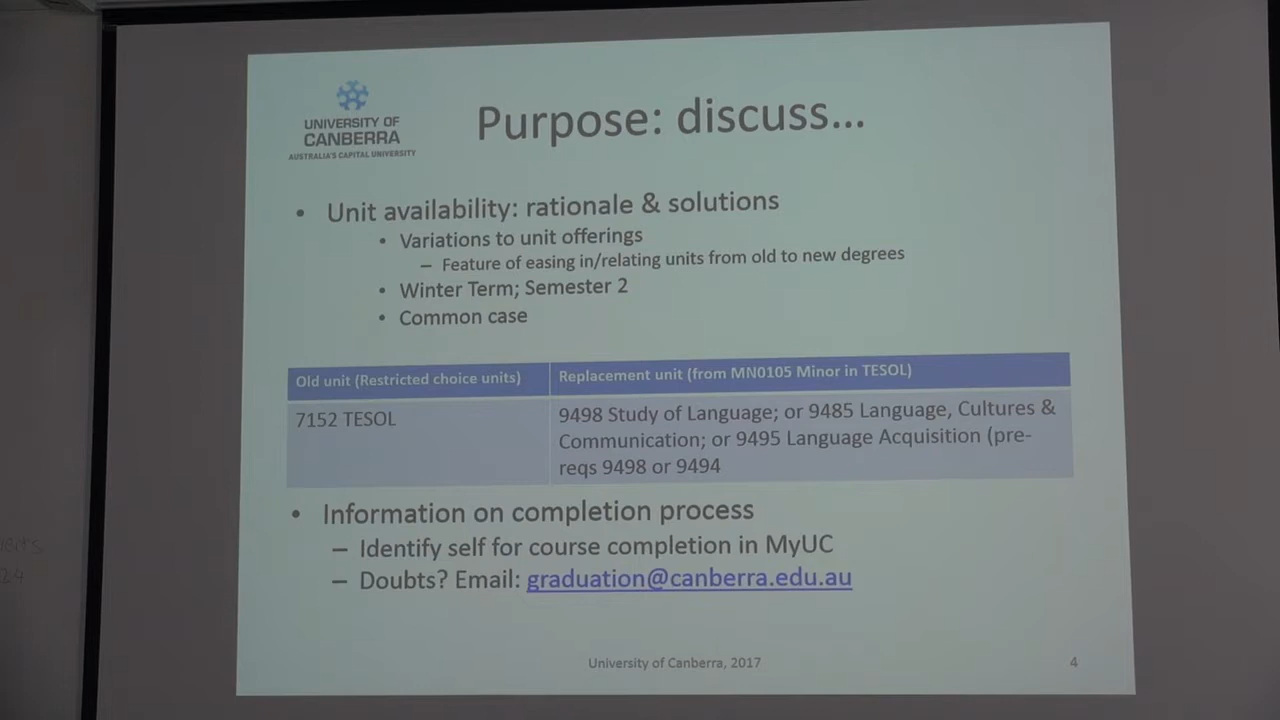 UNIVERSITY OF
CANBERRA
AUSTRALIA'S CAPITAL UNIVERSITY
Purpose: discuss...
• Unit availability: rationale & solutions
• Variations to unit offerings
– Feature of easing in/relating units from old to new degrees
• Winter Term; Semester 2
• Common case
Old unit (Restricted choice units)
Replacement unit (from MN0105 Minor in TESOL)
7152 TESOL
9498 Study of Language; or 9485 Language, Cultures &
Communication; or 9495 Language Acquisition (pre-
reqs 9498 or 9494
• Information on completion process
– Identify self for course completion in MyUC
– Doubts? Email: graduation@canberra.edu.au
University of Canberra, 2017
4
24